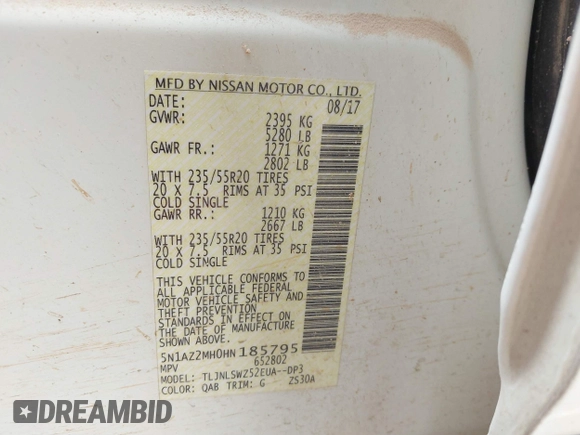 MFD BY NISSAN MOTOR CO., LTD.
DATE: 08/17
GVWR: 2395 KG
5280 LB
GAWR FR.: 1271 KG
2802 LB
WITH 235/55R20 TIRES
20 X 7.5 RIMS AT 35 PSI
COLD SINGLE
GAWR RR.: 1210 KG
2667 LB
WITH 235/55R20 TIRES
20 X 7.5 RIMS AT 35 PSI
COLD SINGLE
THIS VEHICLE CONFORMS TO
ALL APPLICABLE FEDERAL
MOTOR VEHICLE SAFETY AND
THEFT PREVENTION
STANDARDS IN EFFECT ON
THE DATE OF MANUFACTURE
SHOWN ABOVE.
5N1AZ2MH0HN185795
MPV 652802
MODEL: TLJNLSWZ52EUA--DP3
COLOR: QAB TRIM: G ZS30A
DREAMBID
DREAMBID